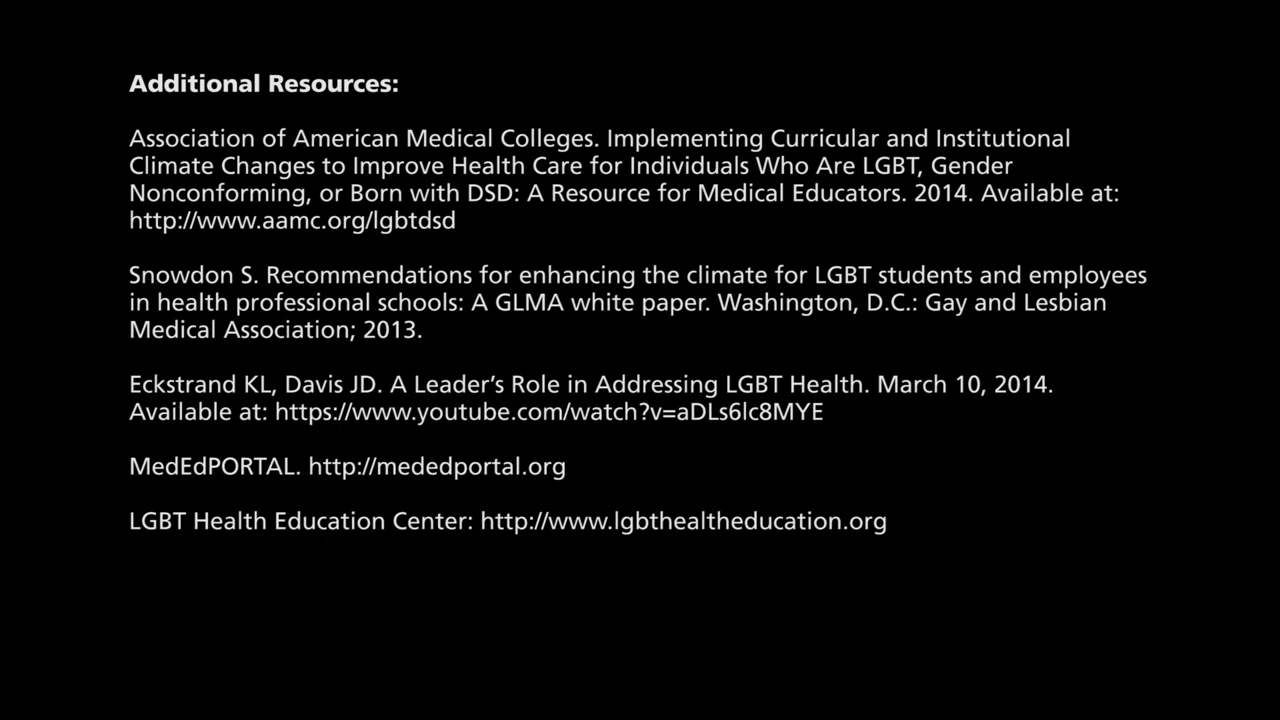 Additional Resources:
Association of American Medical Colleges. Implementing Curricular and Institutional
Climate Changes to Improve Health Care for Individuals Who Are LGBT, Gender
Nonconforming, or Born with DSD: A Resource for Medical Educators. 2014. Available at:
http://www.aamc.org/lgbtdsd
Snowdon S. Recommendations for enhancing the climate for LGBT students and employees
in health professional schools: A GLMA white paper. Washington, D.C.: Gay and Lesbian
Medical Association; 2013.
Eckstrand KL, Davis JD. A Leader’s Role in Addressing LGBT Health. March 10, 2014.
Available at: https://www.youtube.com/watch?v=aDLs6lc8MYE
MedEdPORTAL. http://mededportal.org
LGBT Health Education Center: http://www.lgbthealtheducation.org